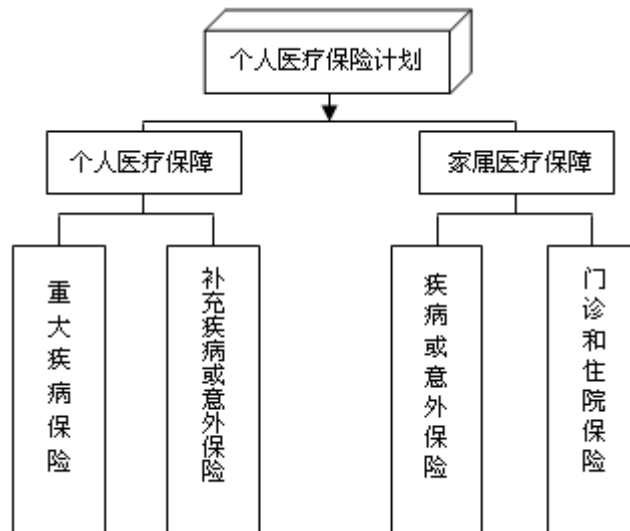 个人医疗保险计划
个人医疗保障
家属医疗保障
重大疾病保险
补充疾病或意外保险
疾病或意外保险
门诊和住院保险